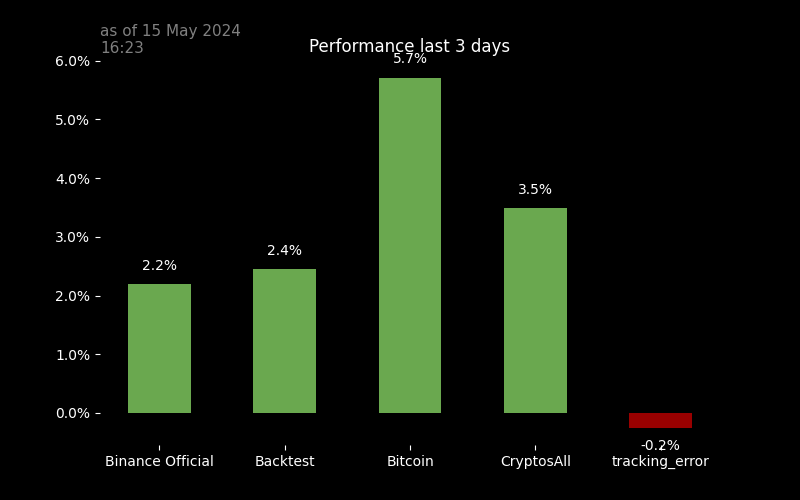 as of 15 May 2024
16:23
Performance last 3 days
6.0%
5.0%
4.0%
3.0%
2.0%
1.0%
0.0%
5.7%
3.5%
2.4%
2.2%
-0.2%
Binance Official
Backtest
Bitcoin
CryptosAll
tracking_error